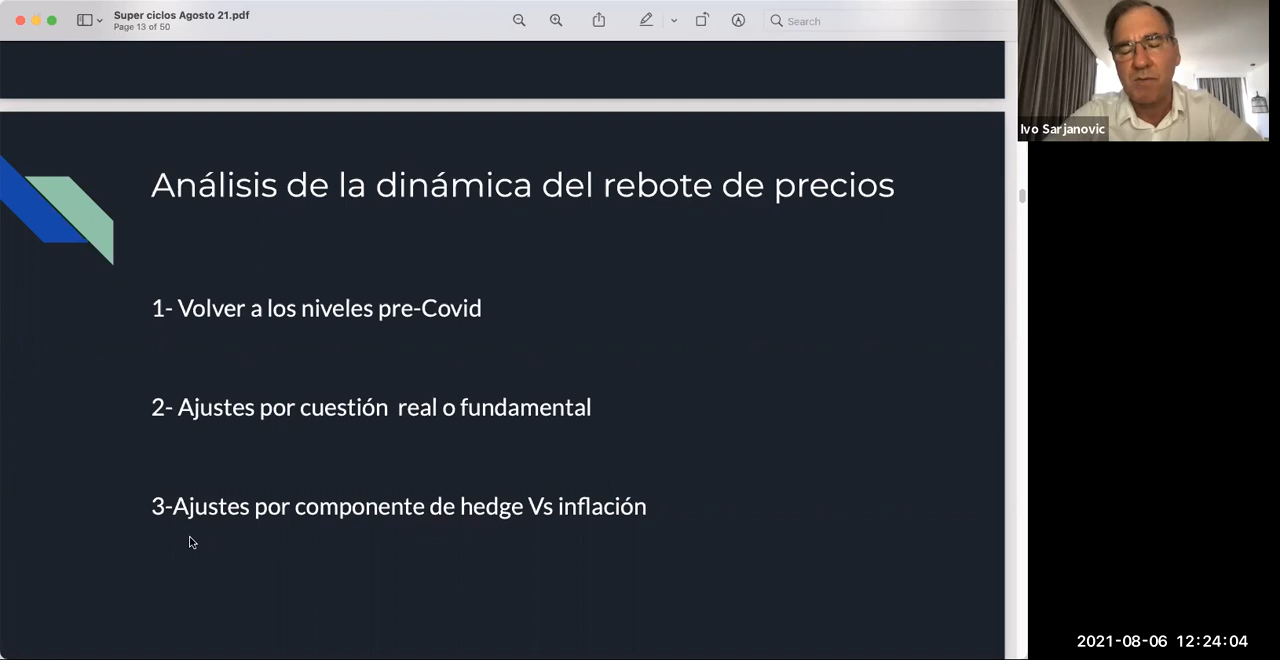 Super ciclos Agosto 21.pdf
Page 13 of 50
Search
Ivo Sarjanovic
Análisis de la dinámica del rebote de precios
1- Volver a los niveles pre-Covid
2- Ajustes por cuestión  real o fundamental
3-Ajustes por componente de hedge Vs inflación
2021-08-06 12:24:04